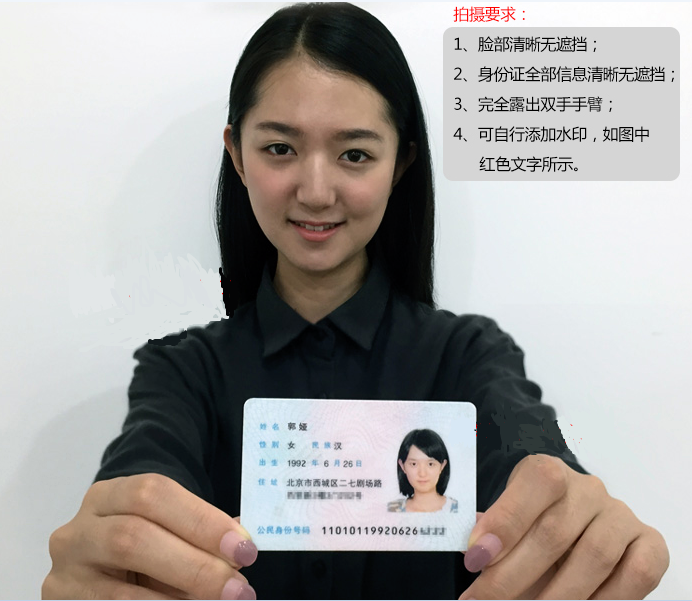 拍摄要求：
1、脸部清晰无遮挡；
2、身份证全部信息清晰无遮挡；
3、完全露出双手手臂；
4、可自行添加水印，如图中
红色文字所示。
姓名 郭娅
性别 女 民族 汉
出生 1992 年 6 月 26 日
住址 北京市西城区二七剧场路
公民身份号码 11010119920626